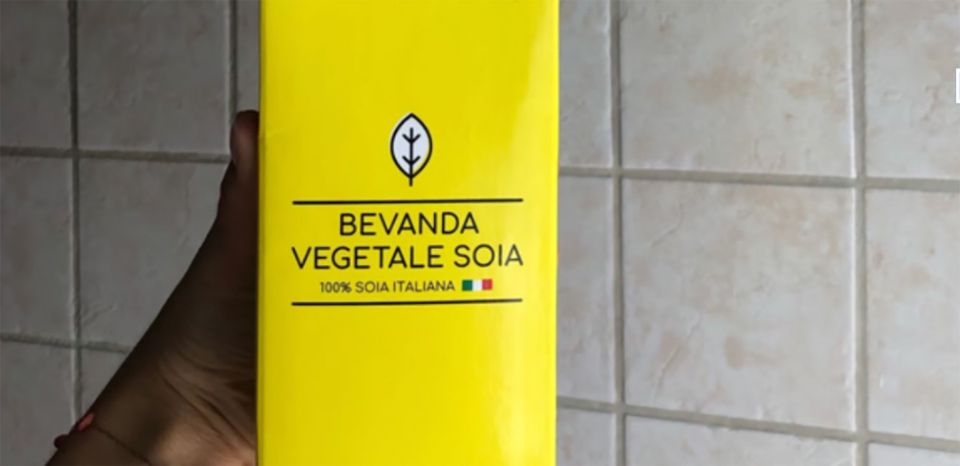 BEVANDA
VEGETALE SOIA
100% SOIA ITALIANA